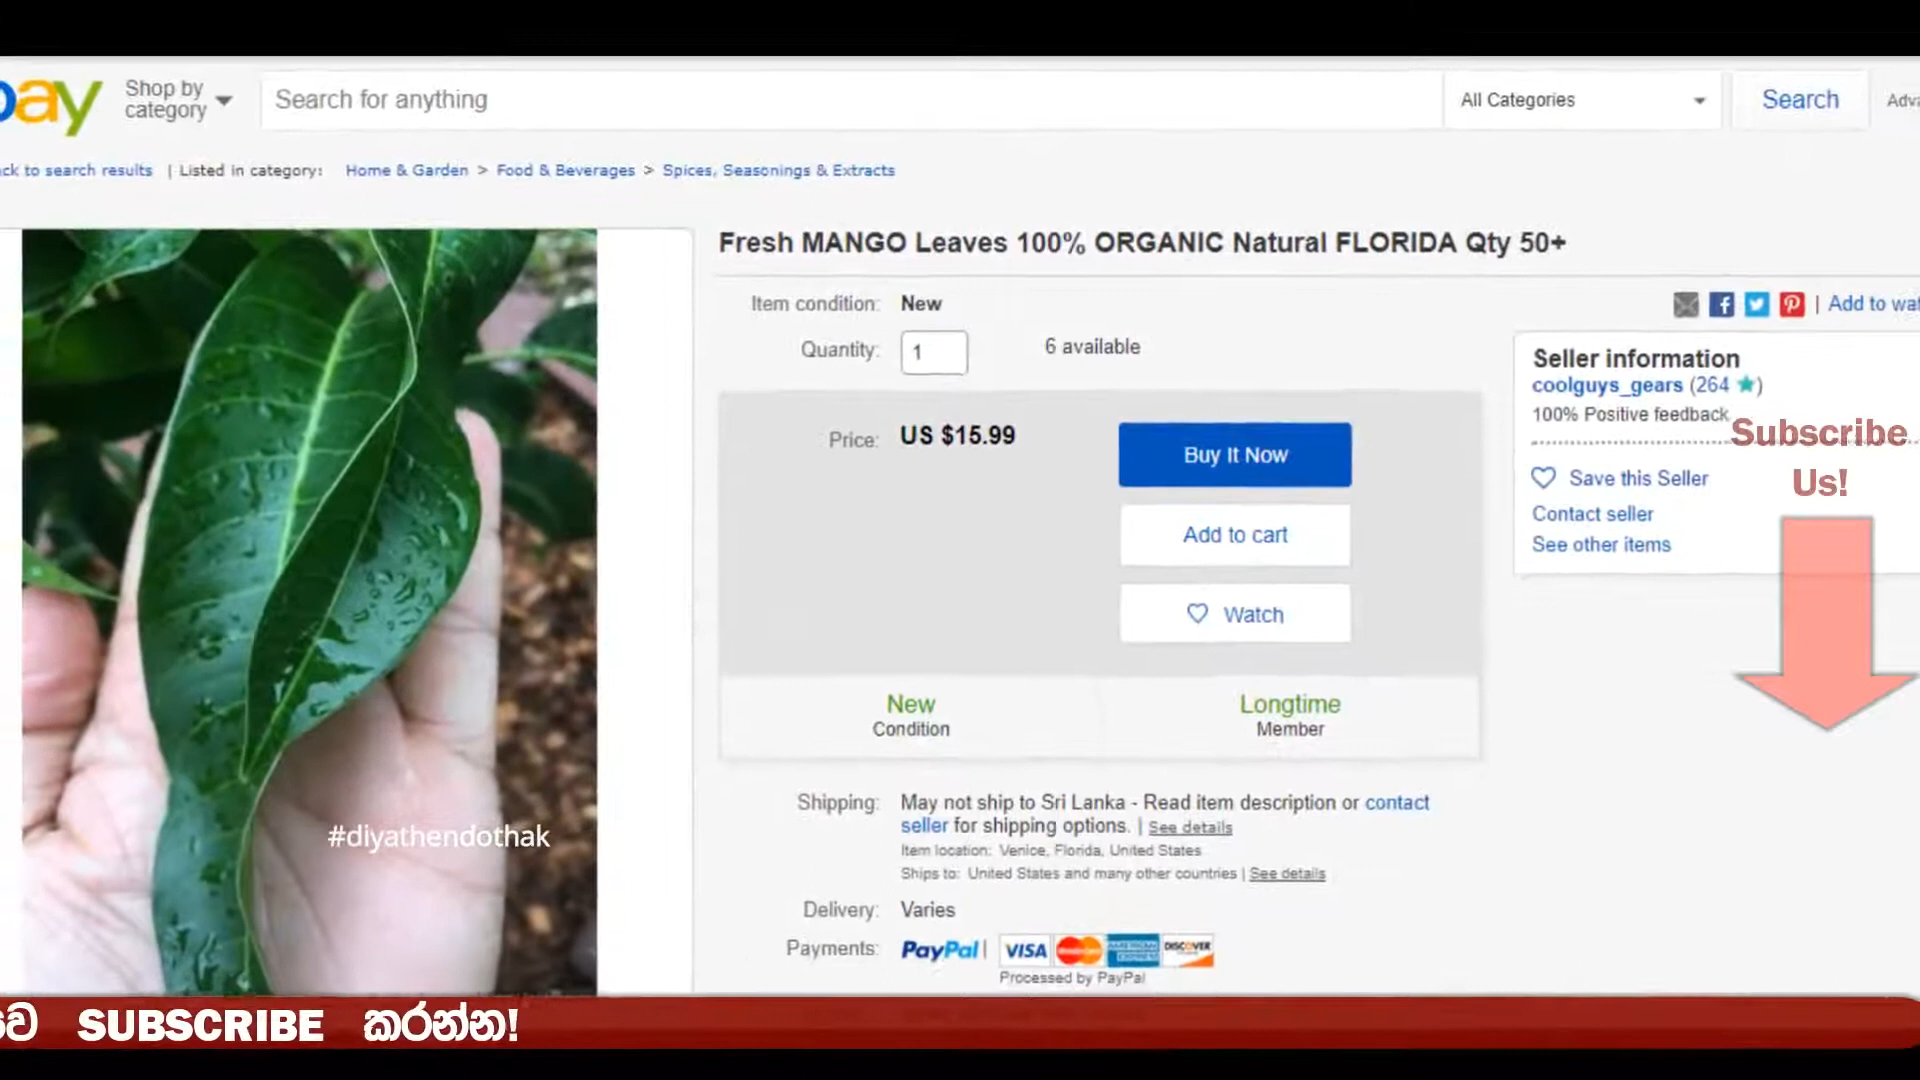 Shop by
category
Search for anything
All Categories
Search
to search results | Listed in category: Home & Garden > Food & Beverages > Spices, Seasonings & Extracts
Fresh MANGO Leaves 100% ORGANIC Natural FLORIDA Qty 50+
Item condition: New
| Add to
Quantity: 1
6 available
Seller information
coolguys_gears (264 ★)
100% Positive feedback
Subscribe
Us!
Save this Seller
Contact seller
See other items
Price: US $15.99
Buy It Now
Add to cart
Watch
New
Condition
Longtime
Member
Shipping: May not ship to Sri Lanka - Read item description or contact
seller for shipping options. | See details
Item location: Venice, Florida, United States
Ships to: United States and many other countries | See details
Delivery: Varies
Payments: PayPal | VISA MasterCard AMERICAN EXPRESS DISCOVER
Processed by PayPal
#diyathendothak
SUBSCRIBE කරන්න!